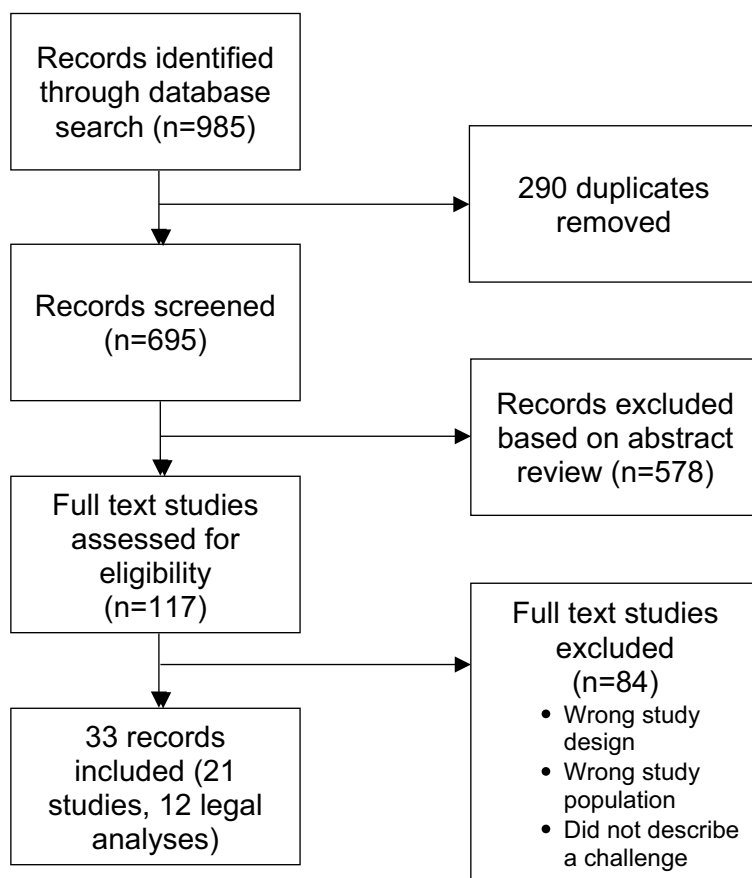 Records identified
through database
search (n=985)
290 duplicates
removed
Records screened
(n=695)
Records excluded
based on abstract
review (n=578)
Full text studies
assessed for
eligibility
(n=117)
Full text studies
excluded
(n=84)
• Wrong study
design
• Wrong study
population
• Did not describe
a challenge
33 records
included (21
studies, 12 legal
analyses)